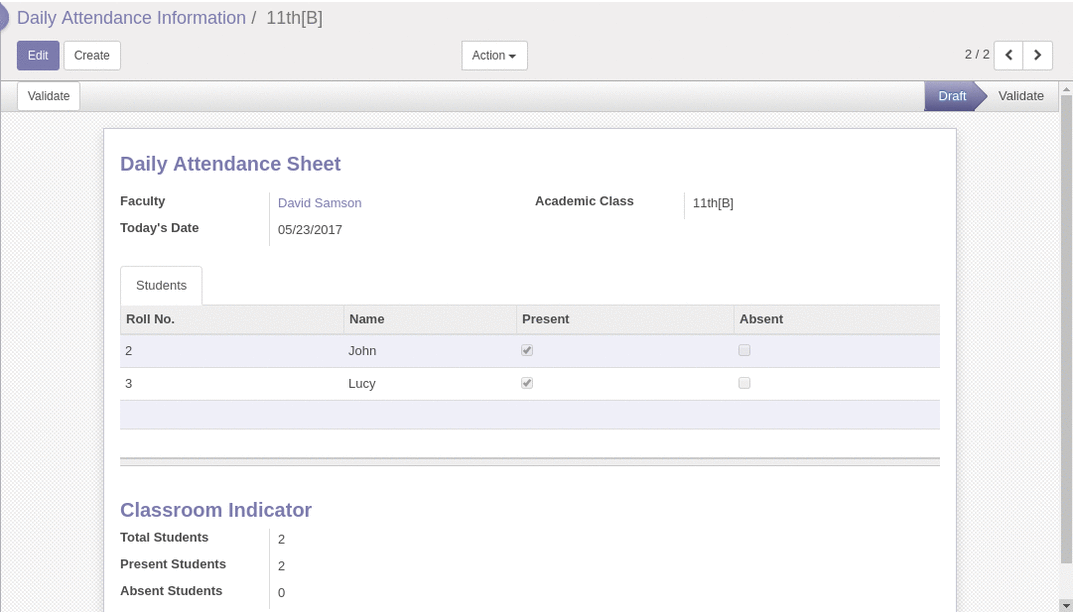 Daily Attendance Information / 11th[B]
Edit Create Action 2 / 2
Validate Draft Validate
Daily Attendance Sheet
Faculty David Samson Academic Class 11th[B]
Today's Date 05/23/2017
Students
Roll No. Name Present Absent
2 John
3 Lucy
Classroom Indicator
Total Students 2
Present Students 2
Absent Students 0